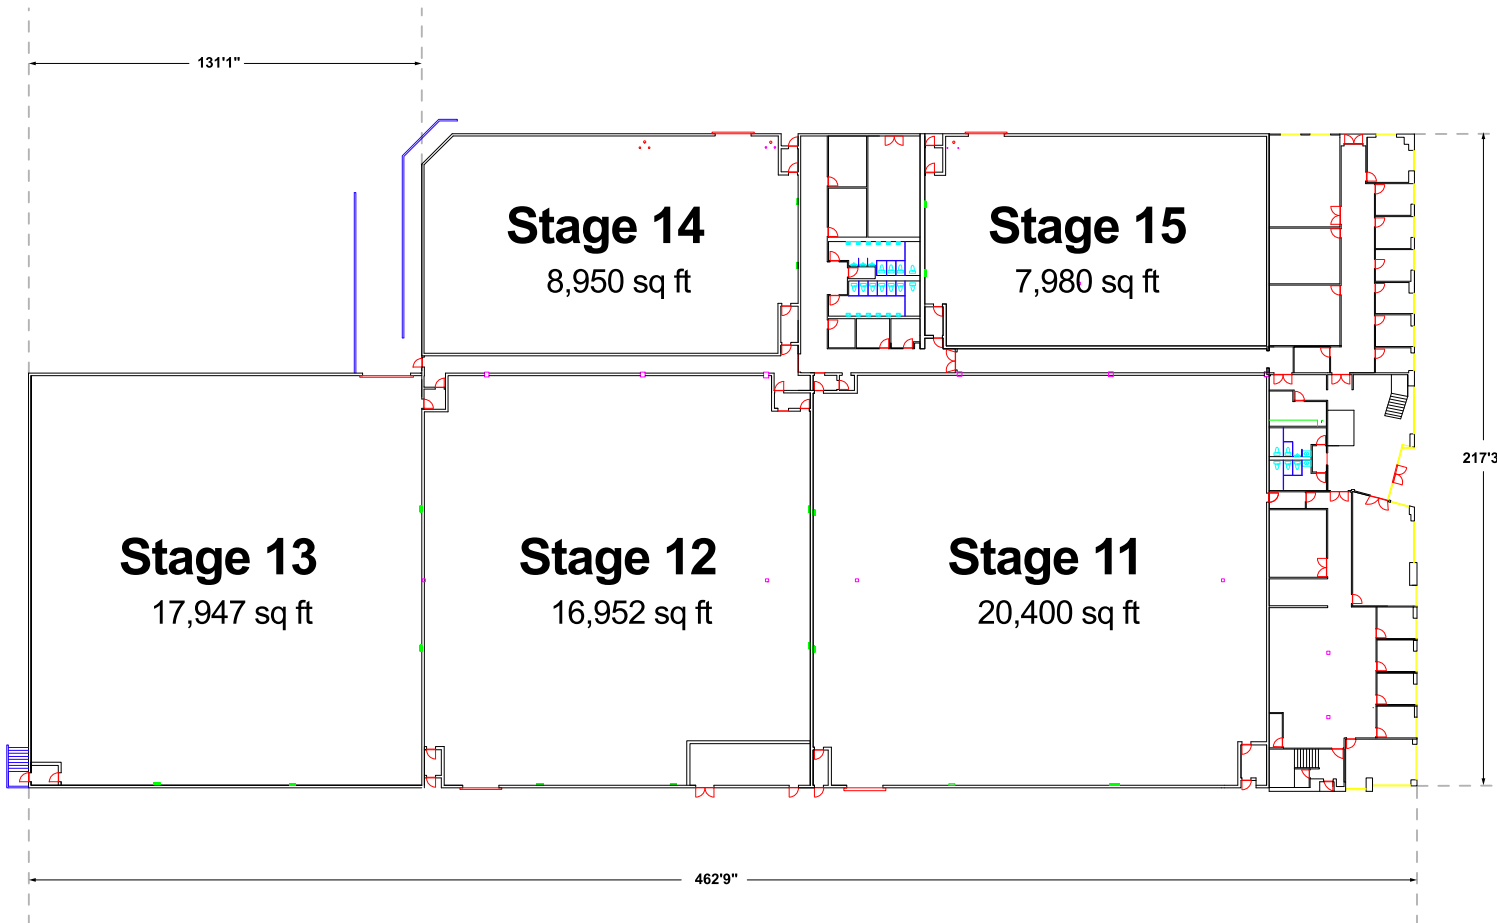 131'1"
Stage 14
8,950 sq ft
Stage 15
7,980 sq ft
217'3
Stage 13
17,947 sq ft
Stage 12
16,952 sq ft
Stage 11
20,400 sq ft
462'9"